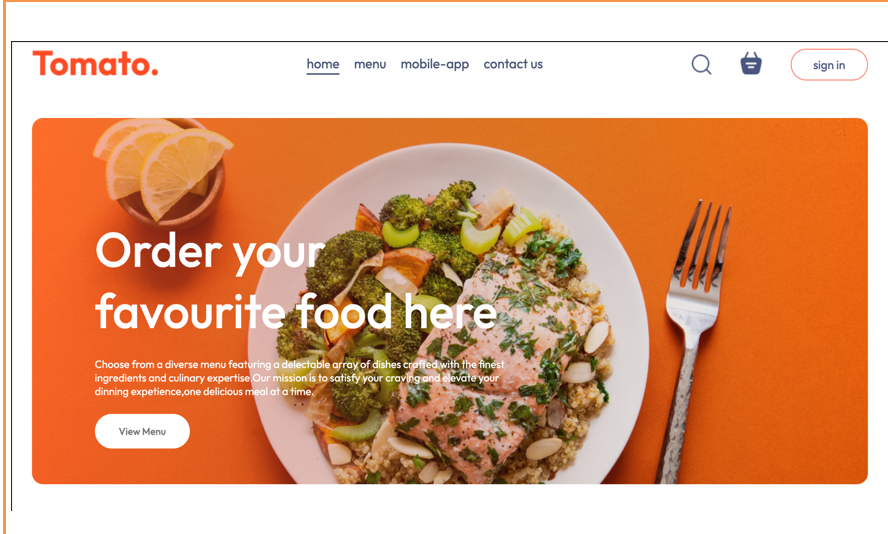 Tomato.
home menu mobile-app contact us
sign in
Order your
favourite food here
Choose from a diverse menu featuring a delectable array of dishes crafted with the finest
ingredients and culinary expertise.Our mission is to satisfy your craving and elevate your
dinning expetience,one delicious meal at a time.
View Menu